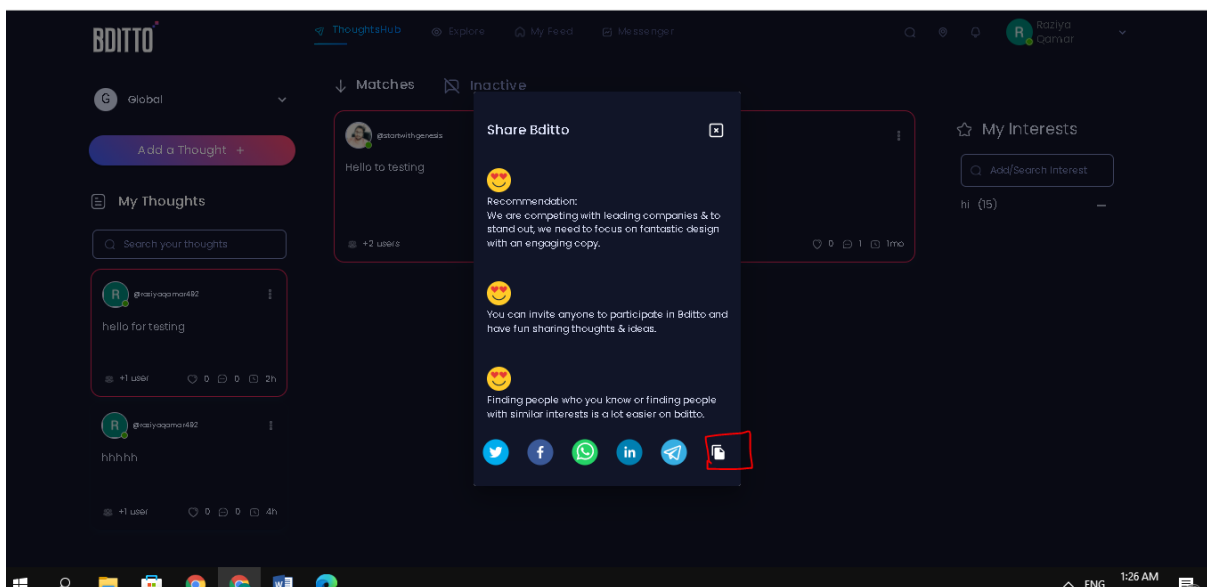 BDITTO
ThoughtsHub
Explore
My Feed
Messenger
R
Raziya
Qamar
G
Global
Add a Thought +
My Thoughts
Search your thoughts
R
@raziyaqamar492
hello for testing
+1 user
0
0
2h
R
@raziyaqamar492
hhhhh
+1 user
0
0
4h
Matches
Inactive
@startwithgenesis
Hello to testing
+2 users
0
1
1mo
Share Bditto
Recommendation:
We are competing with leading companies & to
stand out, we need to focus on fantastic design
with an engaging copy.
You can invite anyone to participate in Bditto and
have fun sharing thoughts & ideas.
Finding people who you know or finding people
with similar interests is a lot easier on bditto.
My Interests
Add/Search Interest
hi (15)
ENG
1:26 AM